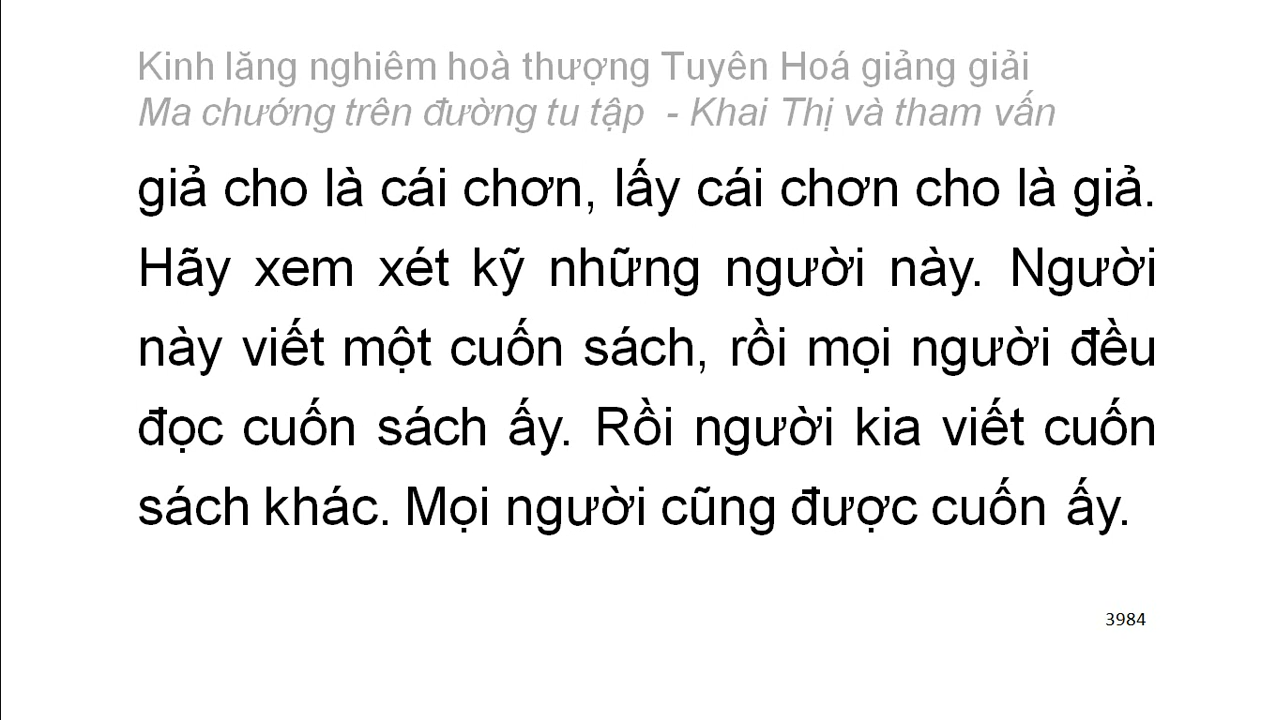 Kinh lăng nghiêm hoà thượng Tuyên Hoá giảng giải
Ma chướng trên đường tu tập - Khai Thị và tham vấn
giả cho là cái chơn, lấy cái chơn cho là giả.
Hãy xem xét kỹ những người này. Người
này viết một cuốn sách, rồi mọi người đều
đọc cuốn sách ấy. Rồi người kia viết cuốn
sách khác. Mọi người cũng được cuốn ấy.
3984